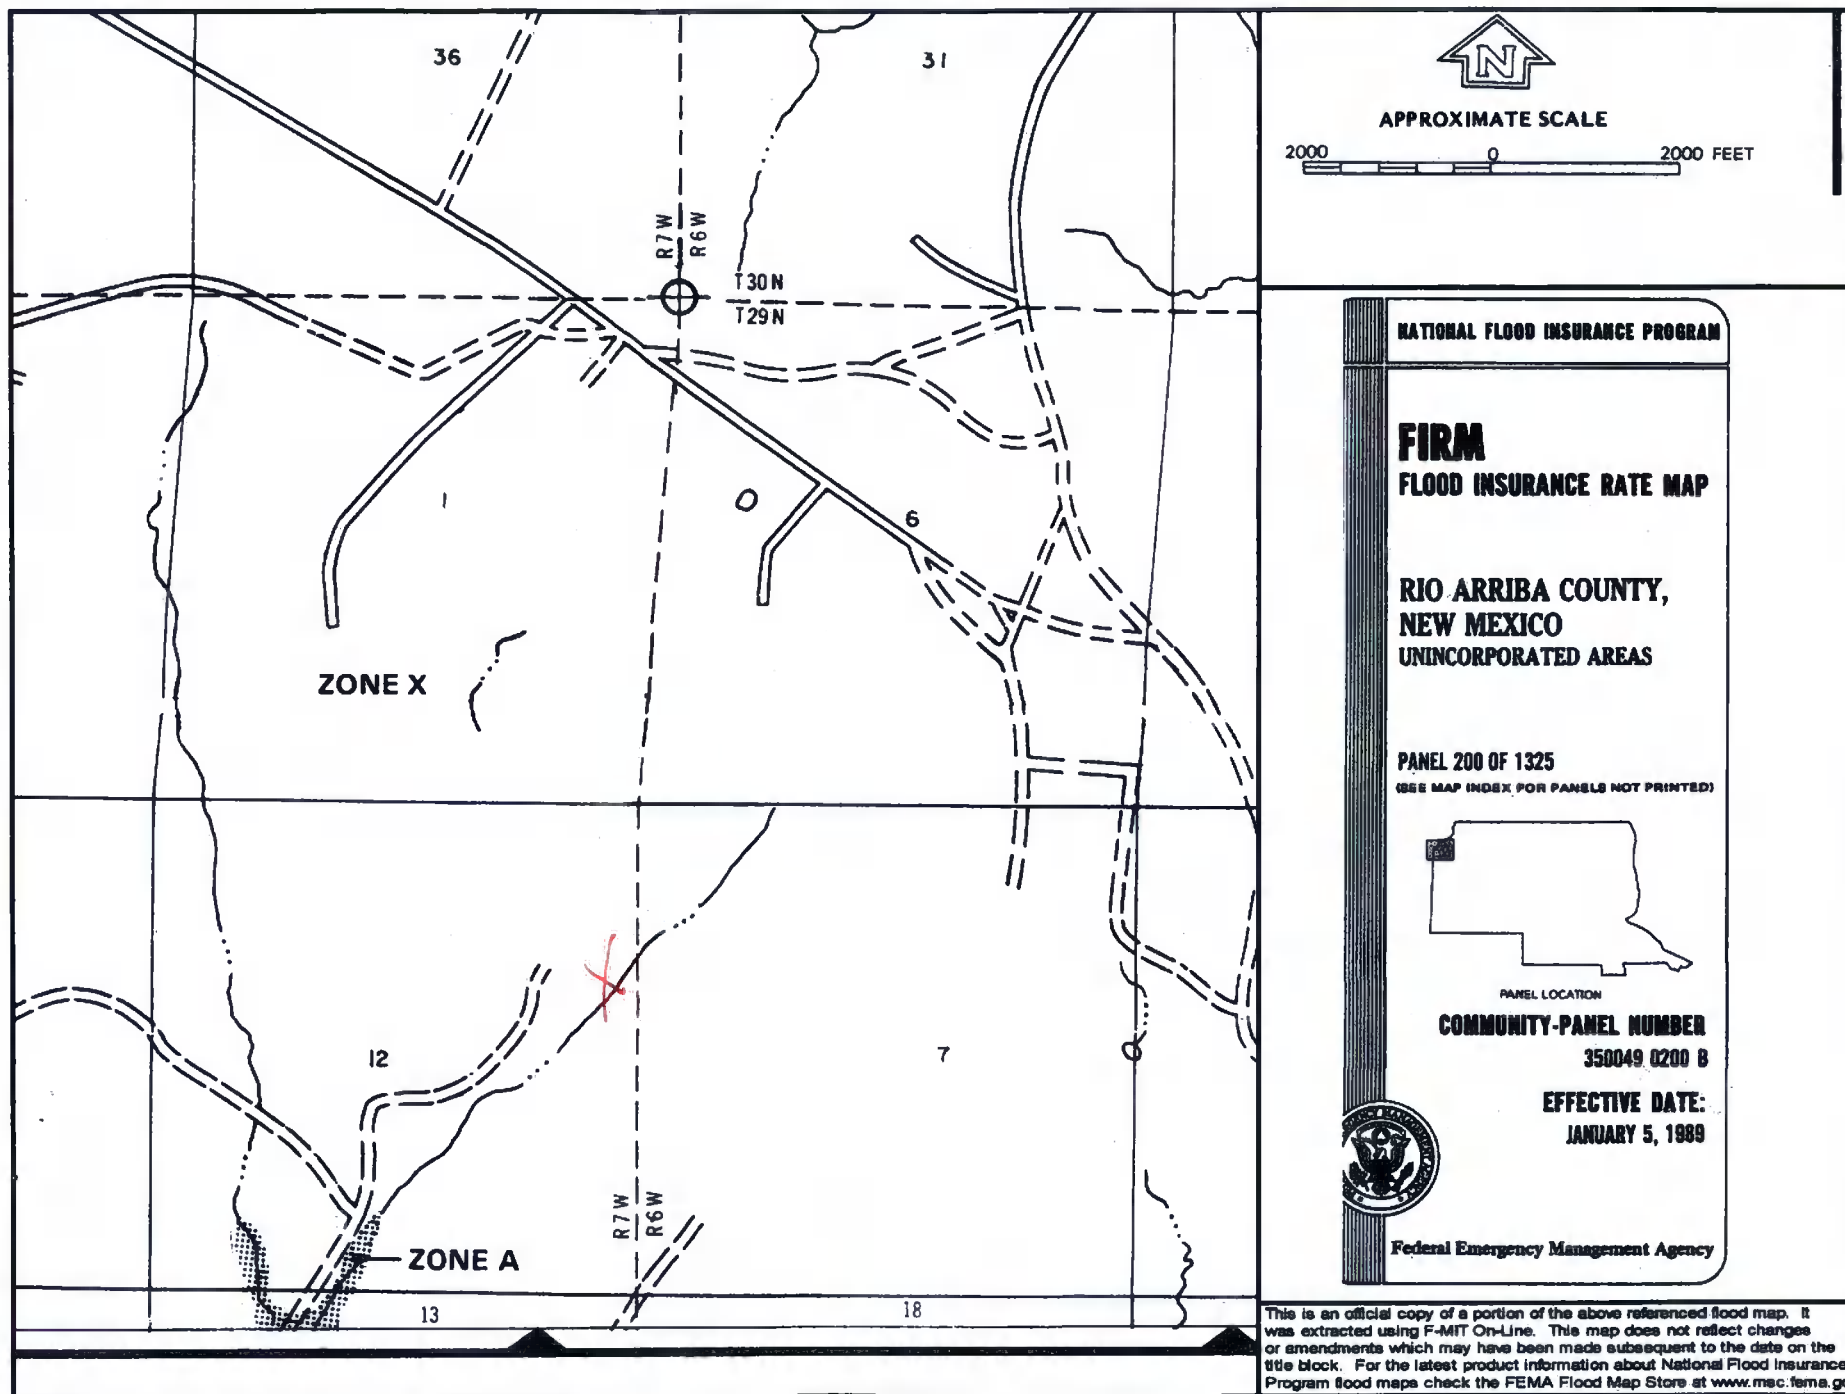 36
31
R7W
R6W
T30N
T29N
1
6
ZONE X
12
7
R7W
R6W
ZONE A
13
18
N
APPROXIMATE SCALE
2000 0 2000 FEET
NATIONAL FLOOD INSURANCE PROGRAM
FIRM
FLOOD INSURANCE RATE MAP
RIO ARRIBA COUNTY,
NEW MEXICO
UNINCORPORATED AREAS
PANEL 200 OF 1325
(SEE MAP INDEX FOR PANELS NOT PRINTED)
PANEL LOCATION
COMMUNITY-PANEL NUMBER
350049 0200 B
EFFECTIVE DATE:
JANUARY 5, 1989
Federal Emergency Management Agency
This is an official copy of a portion of the above referenced flood map. It
was extracted using F-MIT On-Line. This map does not reflect changes
or amendments which may have been made subsequent to the date on the
title block. For the latest product information about National Flood Insurance
Program flood maps check the FEMA Flood Map Store at www.msc.fema.go